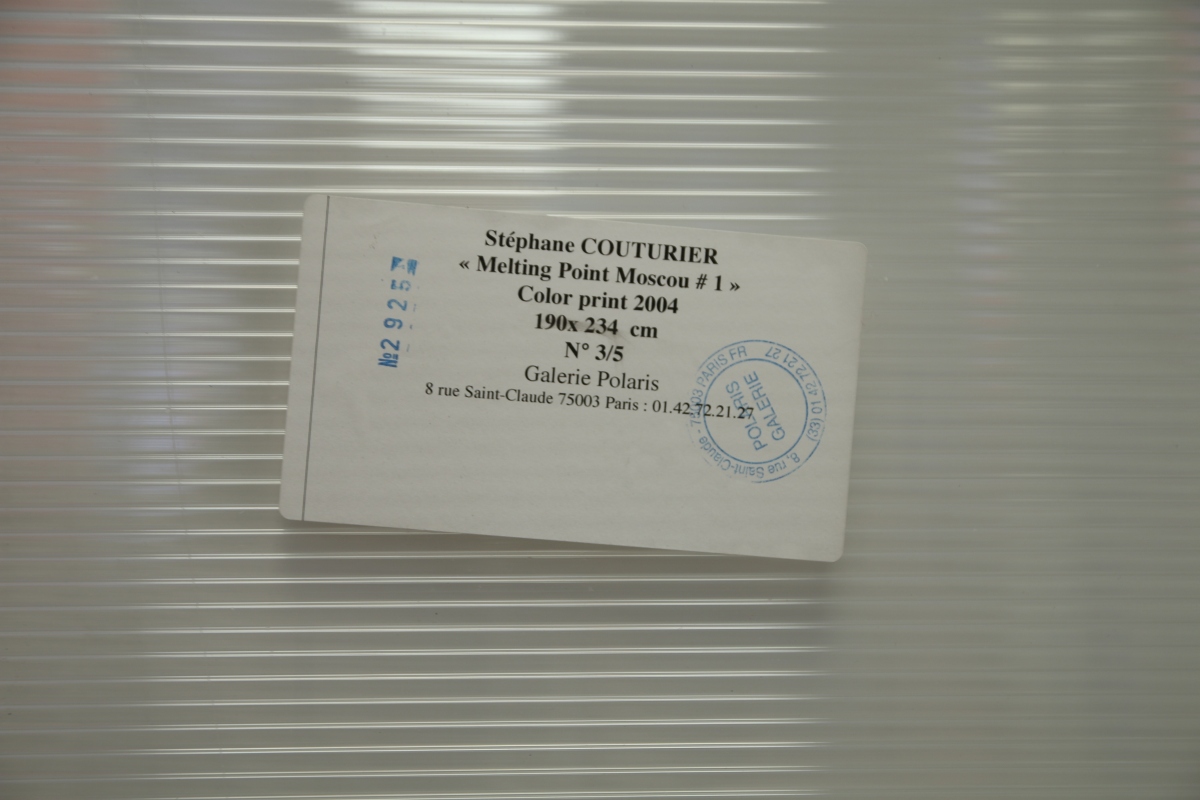 Stéphane COUTURIER
« Melting Point Moscou # 1 »
Color print 2004
190x 234 cm
N° 3/5
Galerie Polaris
8 rue Saint-Claude 75003 Paris : 01.42.72.21.27
№2925
8, rue Saint-Claude - 75003 PARIS FR
(33) 01 42 72 21 27
POLARIS
GALERIE